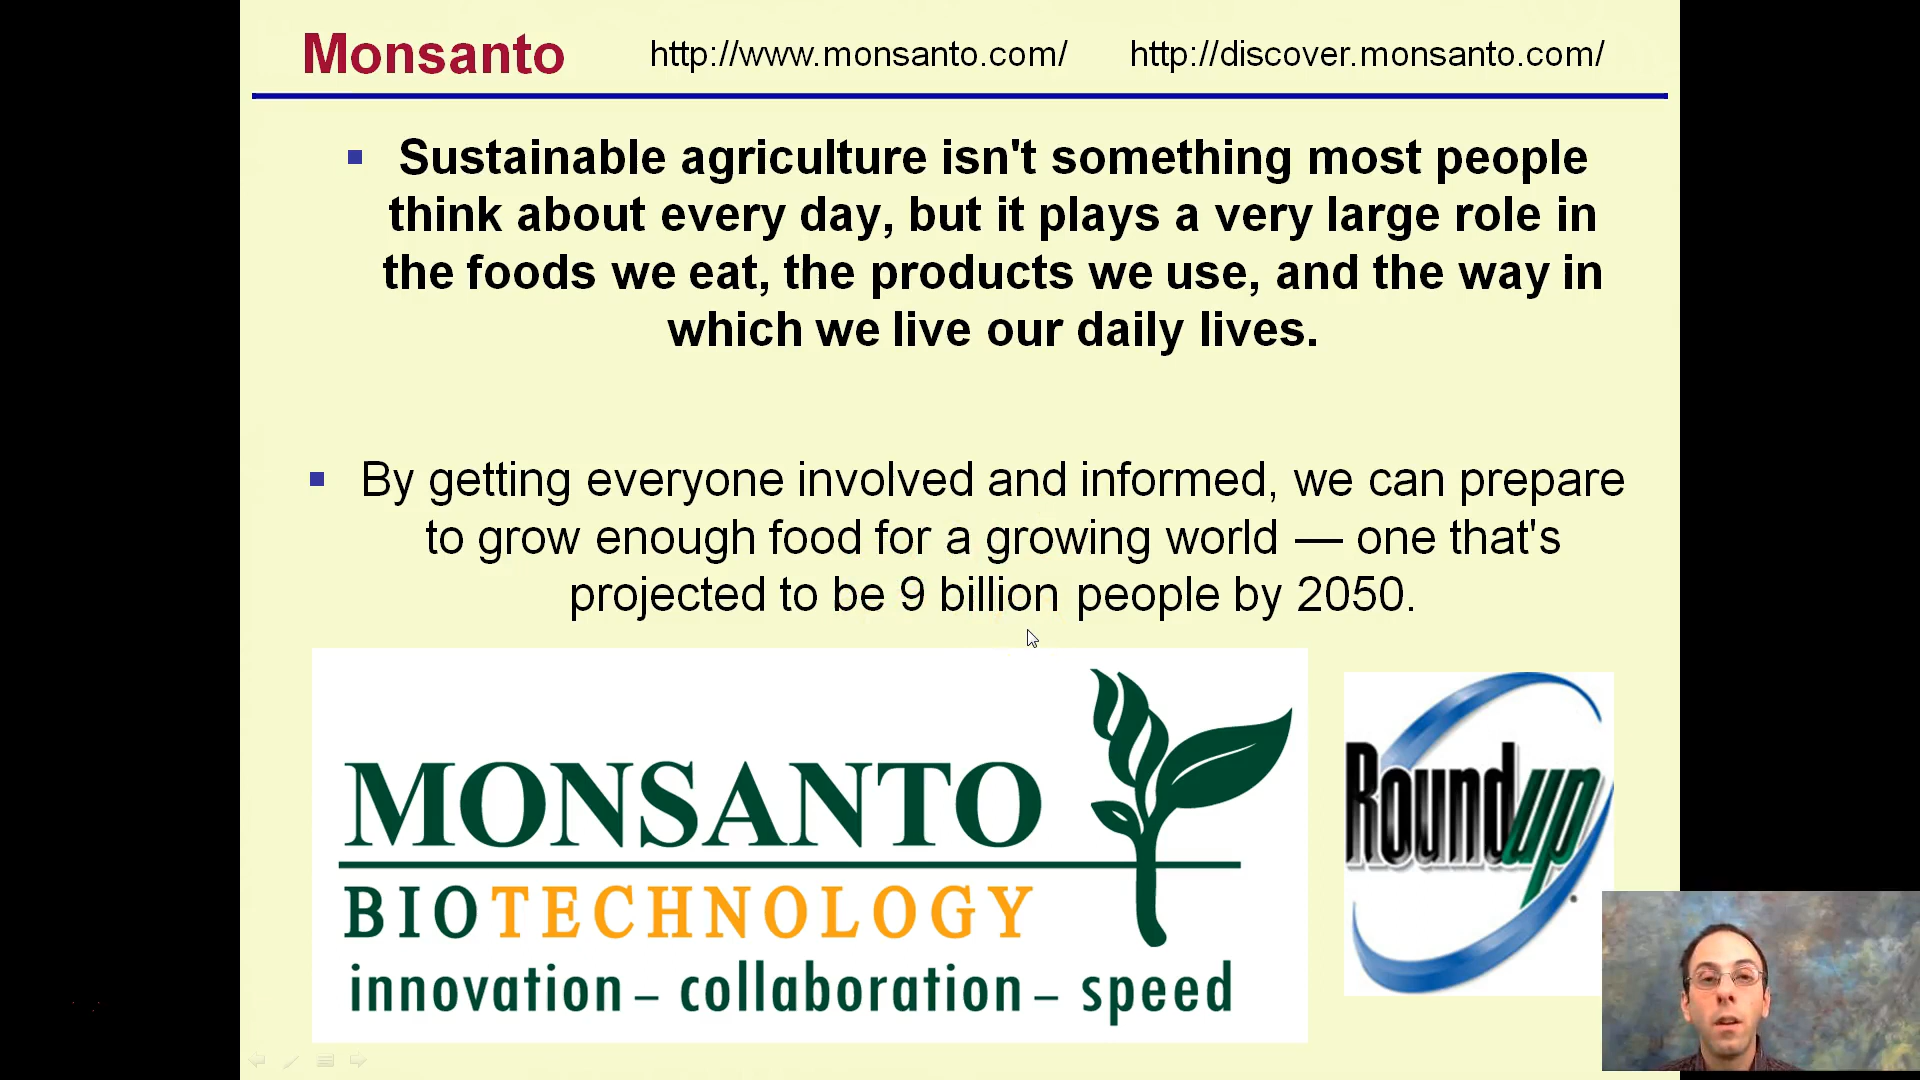 Monsanto http://www.monsanto.com/ http://discover.monsanto.com/
Sustainable agriculture isn't something most people
think about every day, but it plays a very large role in
the foods we eat, the products we use, and the way in
which we live our daily lives.
By getting everyone involved and informed, we can prepare
to grow enough food for a growing world — one that's
projected to be 9 billion people by 2050.
MONSANTO
BIOTECHNOLOGY
innovation – collaboration – speed
Roundup